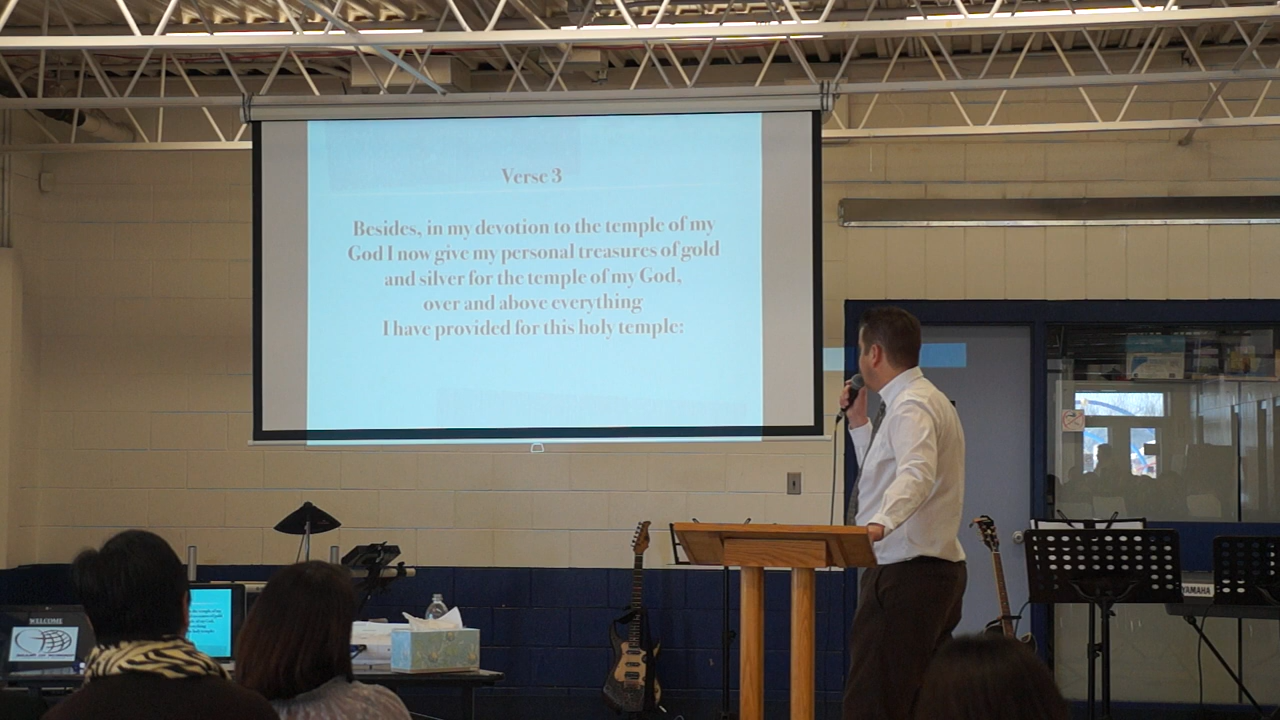 Verse 3
Besides, in my devotion to the temple of my
God I now give my personal treasures of gold
and silver for the temple of my God,
over and above everything
I have provided for this holy temple:
WELCOME
YAMAHA